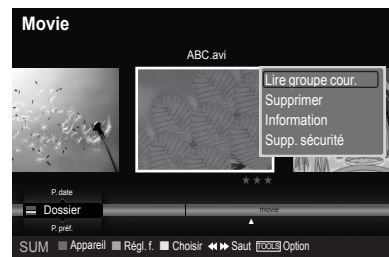 Movie
ABC.avi
Lire groupe cour.
Supprimer
Information
Supp. sécurité
P. date
Dossier
movie
P. préf.
SUM Appareil Régl. f. Choisir Saut TOOLS Option